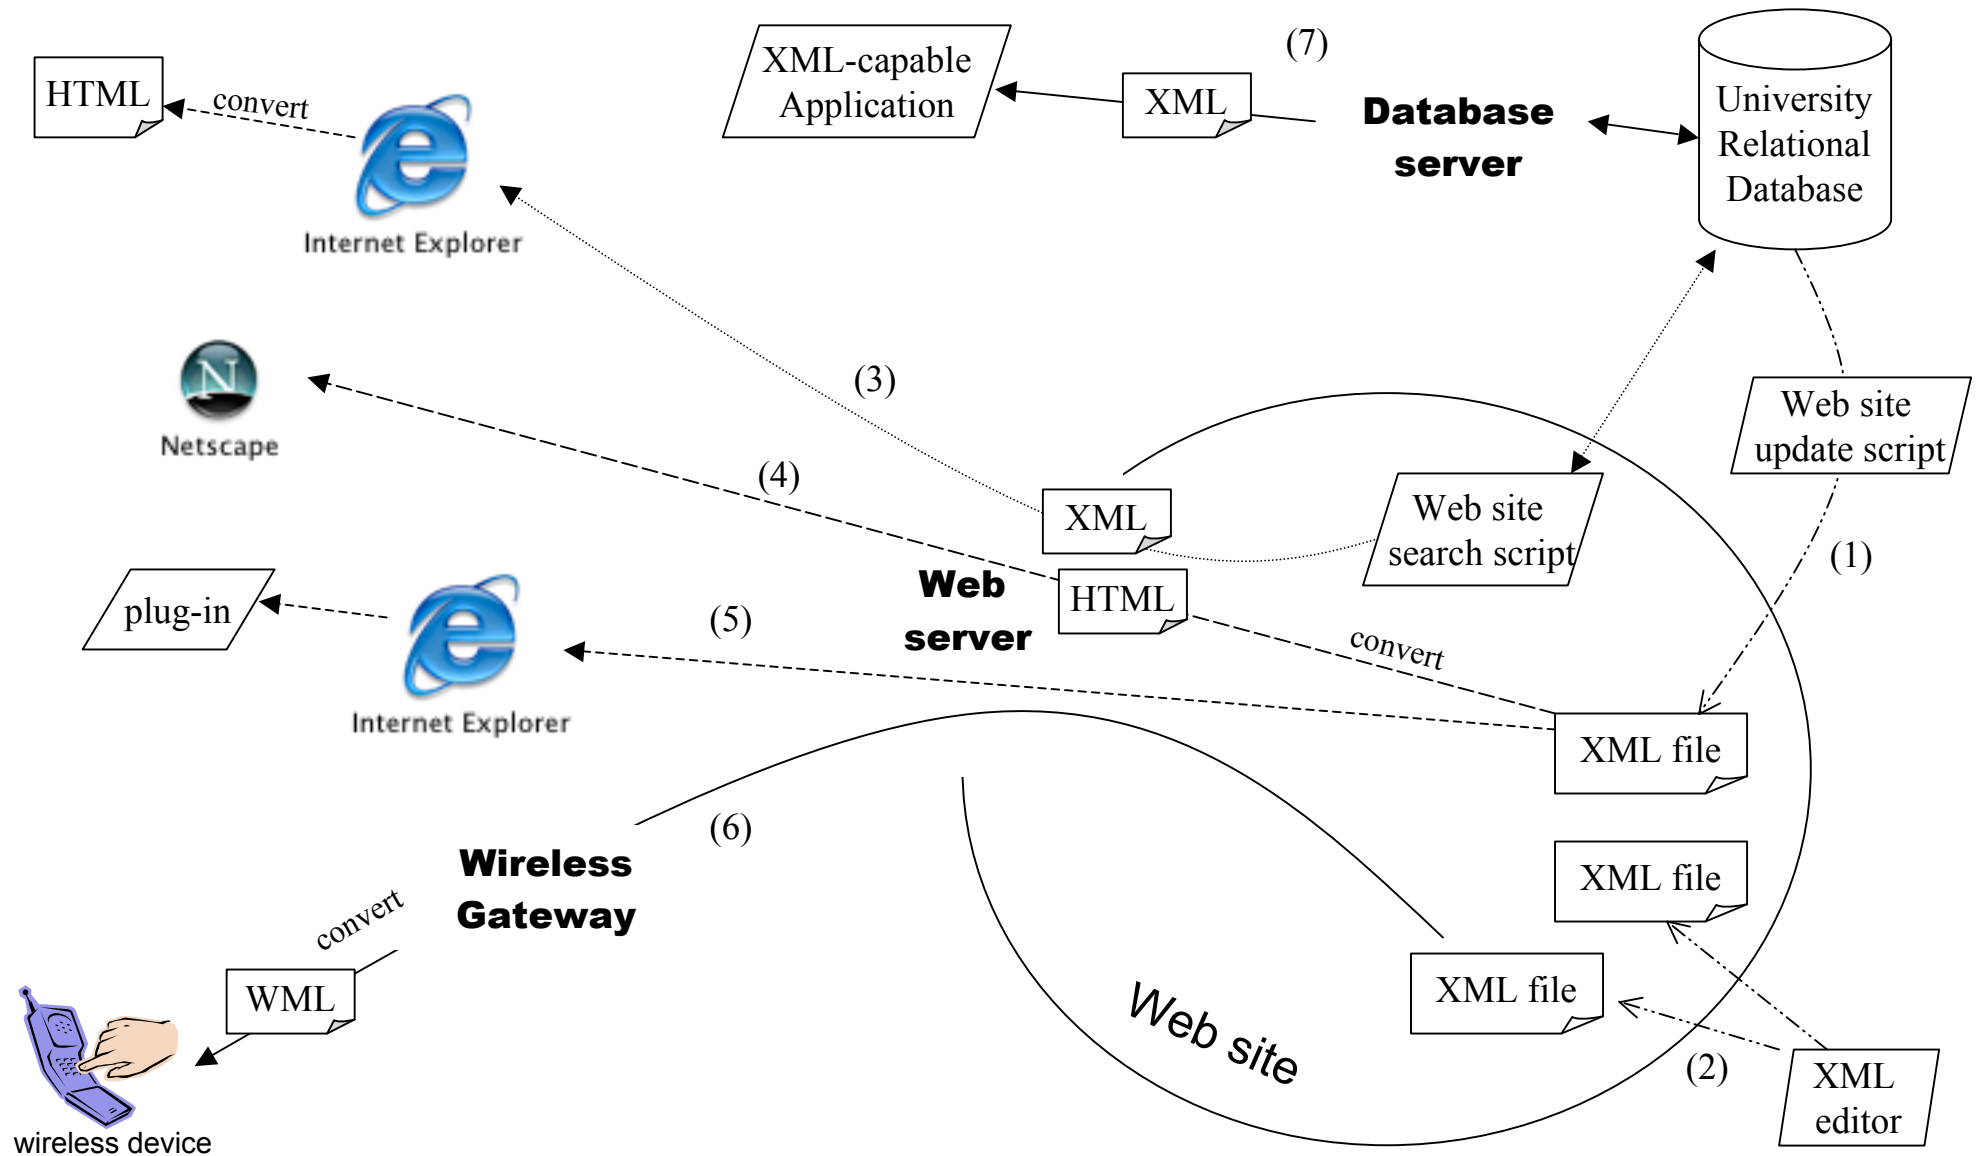 HTML
convert
Internet Explorer
XML-capable
Application
XML
(7)
Database
server
University
Relational
Database
Netscape
(3)
(4)
Web site
update script
XML
Web site
search script
(1)
plug-in
Internet Explorer
(5)
Web
server
HTML
convert
XML file
(6)
Wireless
Gateway
convert
WML
wireless device
XML file
XML file
Web site
(2)
XML
editor